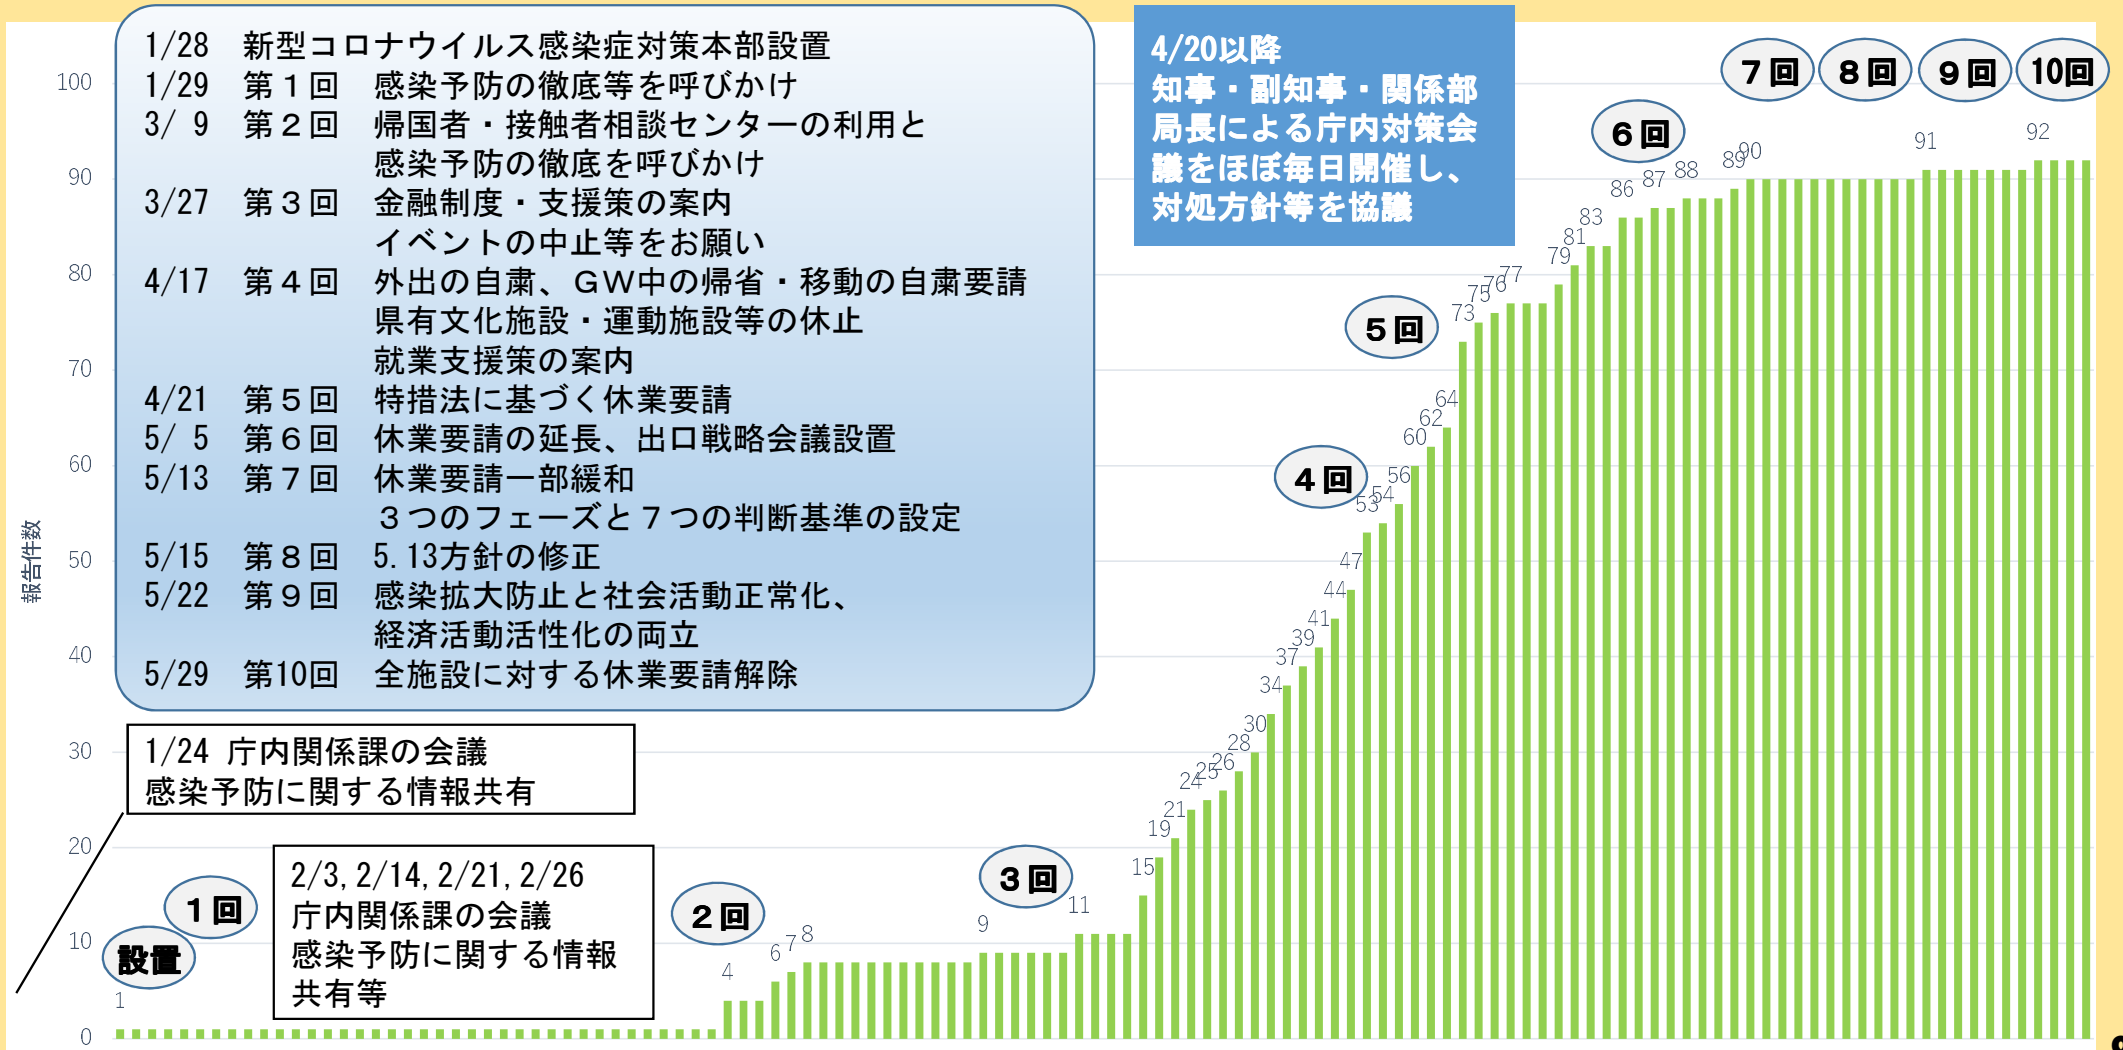 1/28　新型コロナウイルス感染症対策本部設置
1/29　第１回　感染予防の徹底等を呼びかけ
3/ 9　第２回　帰国者・接触者相談センターの利用と
感染予防の徹底を呼びかけ
3/27　第３回　金融制度・支援策の案内
イベントの中止等をお願い
4/17　第４回　外出の自粛、ＧＷ中の帰省・移動の自粛要請
県有文化施設・運動施設等の休止
就業支援策の案内
4/21　第５回　特措法に基づく休業要請
5/ 5　第６回　休業要請の延長、出口戦略会議設置
5/13　第７回　休業要請一部緩和
３つのフェーズと７つの判断基準の設定
5/15　第８回　5.13方針の修正
5/22　第９回　感染拡大防止と社会活動正常化、
経済活動活性化の両立
5/29　第10回　全施設に対する休業要請解除
4/20以降
知事・副知事・関係部
局長による庁内対策会
議をほぼ毎日開催し、
対処方針等を協議
1/24 庁内関係課の会議
感染予防に関する情報共有
2/3,2/14,2/21,2/26
庁内関係課の会議
感染予防に関する情報
共有等
設置
１回
２回
３回
４回
５回
６回
７回
８回
９回
10回
報告件数
100
90
80
70
60
50
40
30
20
10
0
1
4
6
7
8
9
11
15
19
21
24
25
26
28
30
34
37
39
41
44
47
53
54
56
60
62
64
73
75
76
77
79
81
83
86
87
88
89
90
91
92